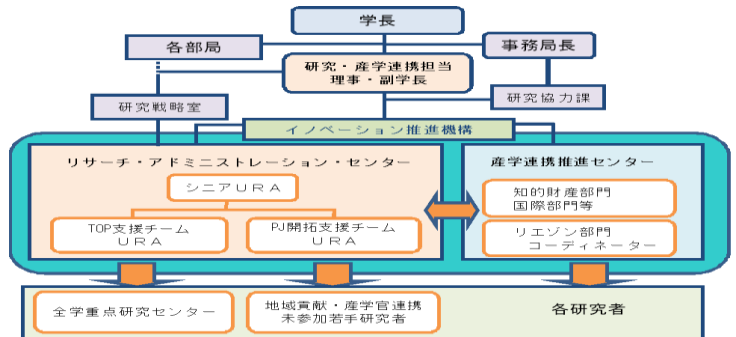 学長
各部局
事務局長
研究・産学連携担当
理事・副学長
研究戦略室
研究協力課
イノベーション推進機構
リサーチ・アドミニストレーション・センター
産学連携推進センター
シニアＵＲＡ
知的財産部門
国際部門等
TOP支援チーム
ＵＲＡ
PJ開拓支援チーム
ＵＲＡ
リエゾン部門
コーディネーター
全学重点研究センター
地域貢献・産学官連携
未参加若手研究者
各研究者